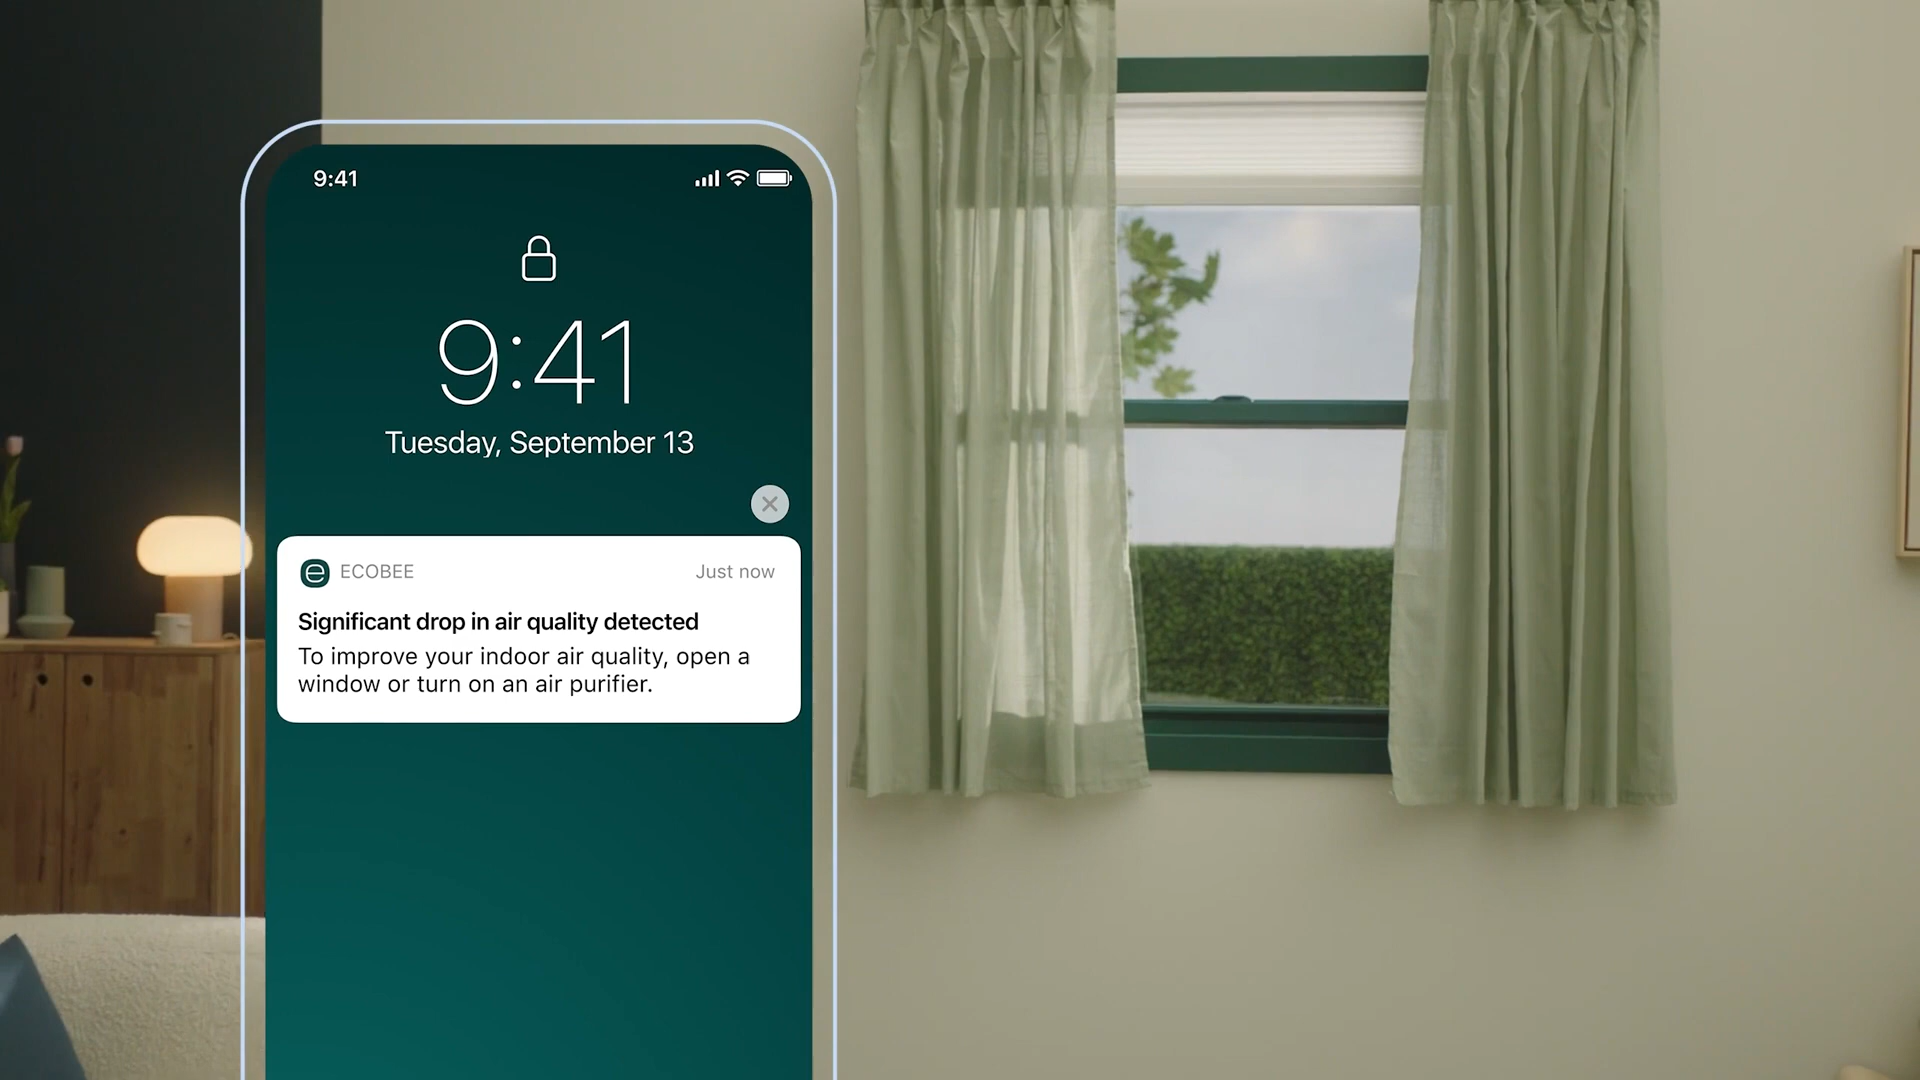 9:41
9:41
Tuesday, September 13
ECOBEE
Just now
Significant drop in air quality detected
To improve your indoor air quality, open a
window or turn on an air purifier.